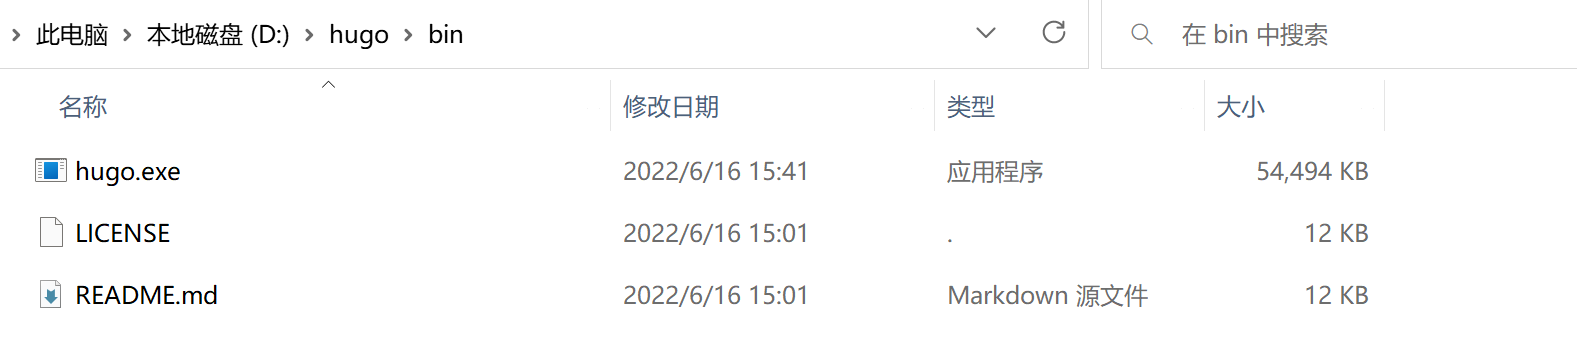 此电脑 本地磁盘 (D:) hugo bin 在 bin 中搜索
名称 修改日期 类型 大小
hugo.exe 2022/6/16 15:41 应用程序 54,494 KB
LICENSE 2022/6/16 15:01 . 12 KB
README.md 2022/6/16 15:01 Markdown 源文件 12 KB